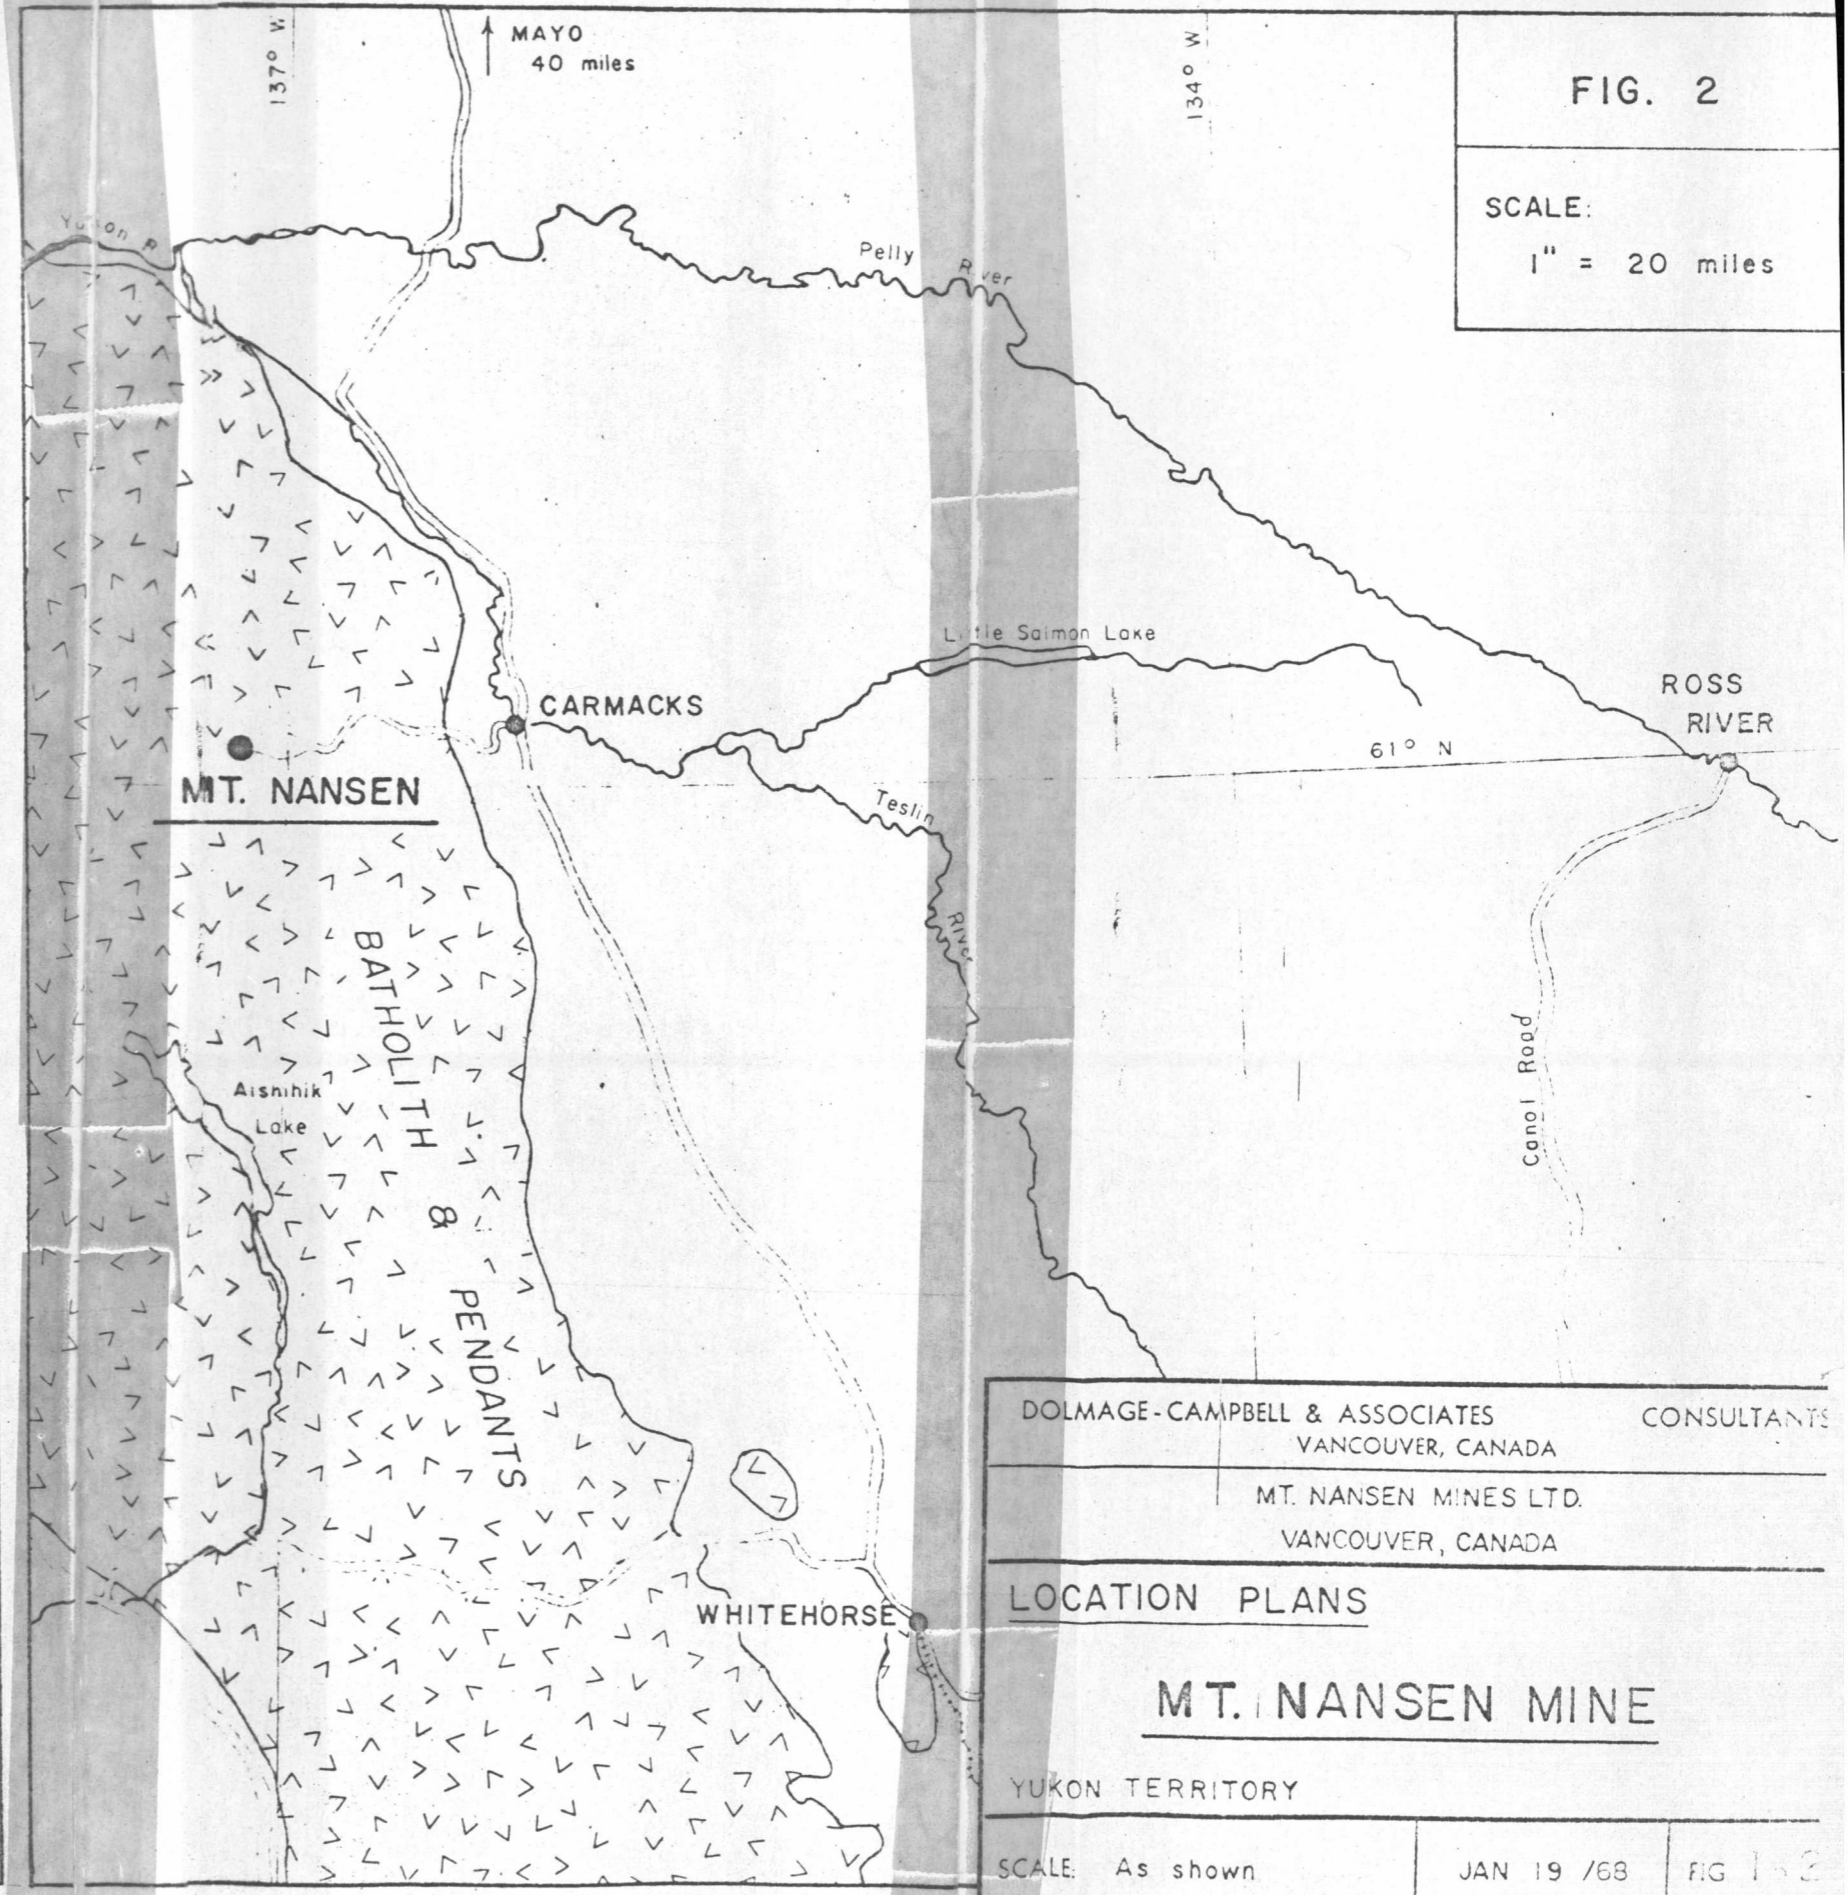 MAYO
40 miles
137° W
134° W
FIG. 2
SCALE:
1" = 20 miles
Yukon R
Pelly River
Little Salmon Lake
CARMACKS
ROSS
RIVER
61° N
MT. NANSEN
Teslin River
BATHOLITH & PENDANTS
Aishihik
Lake
Canol Road
WHITEHORSE
DOLMAGE-CAMPBELL & ASSOCIATES CONSULTANTS
VANCOUVER, CANADA
MT. NANSEN MINES LTD.
VANCOUVER, CANADA
LOCATION PLANS
MT. NANSEN MINE
YUKON TERRITORY
SCALE: As shown JAN 19 /68 FIG